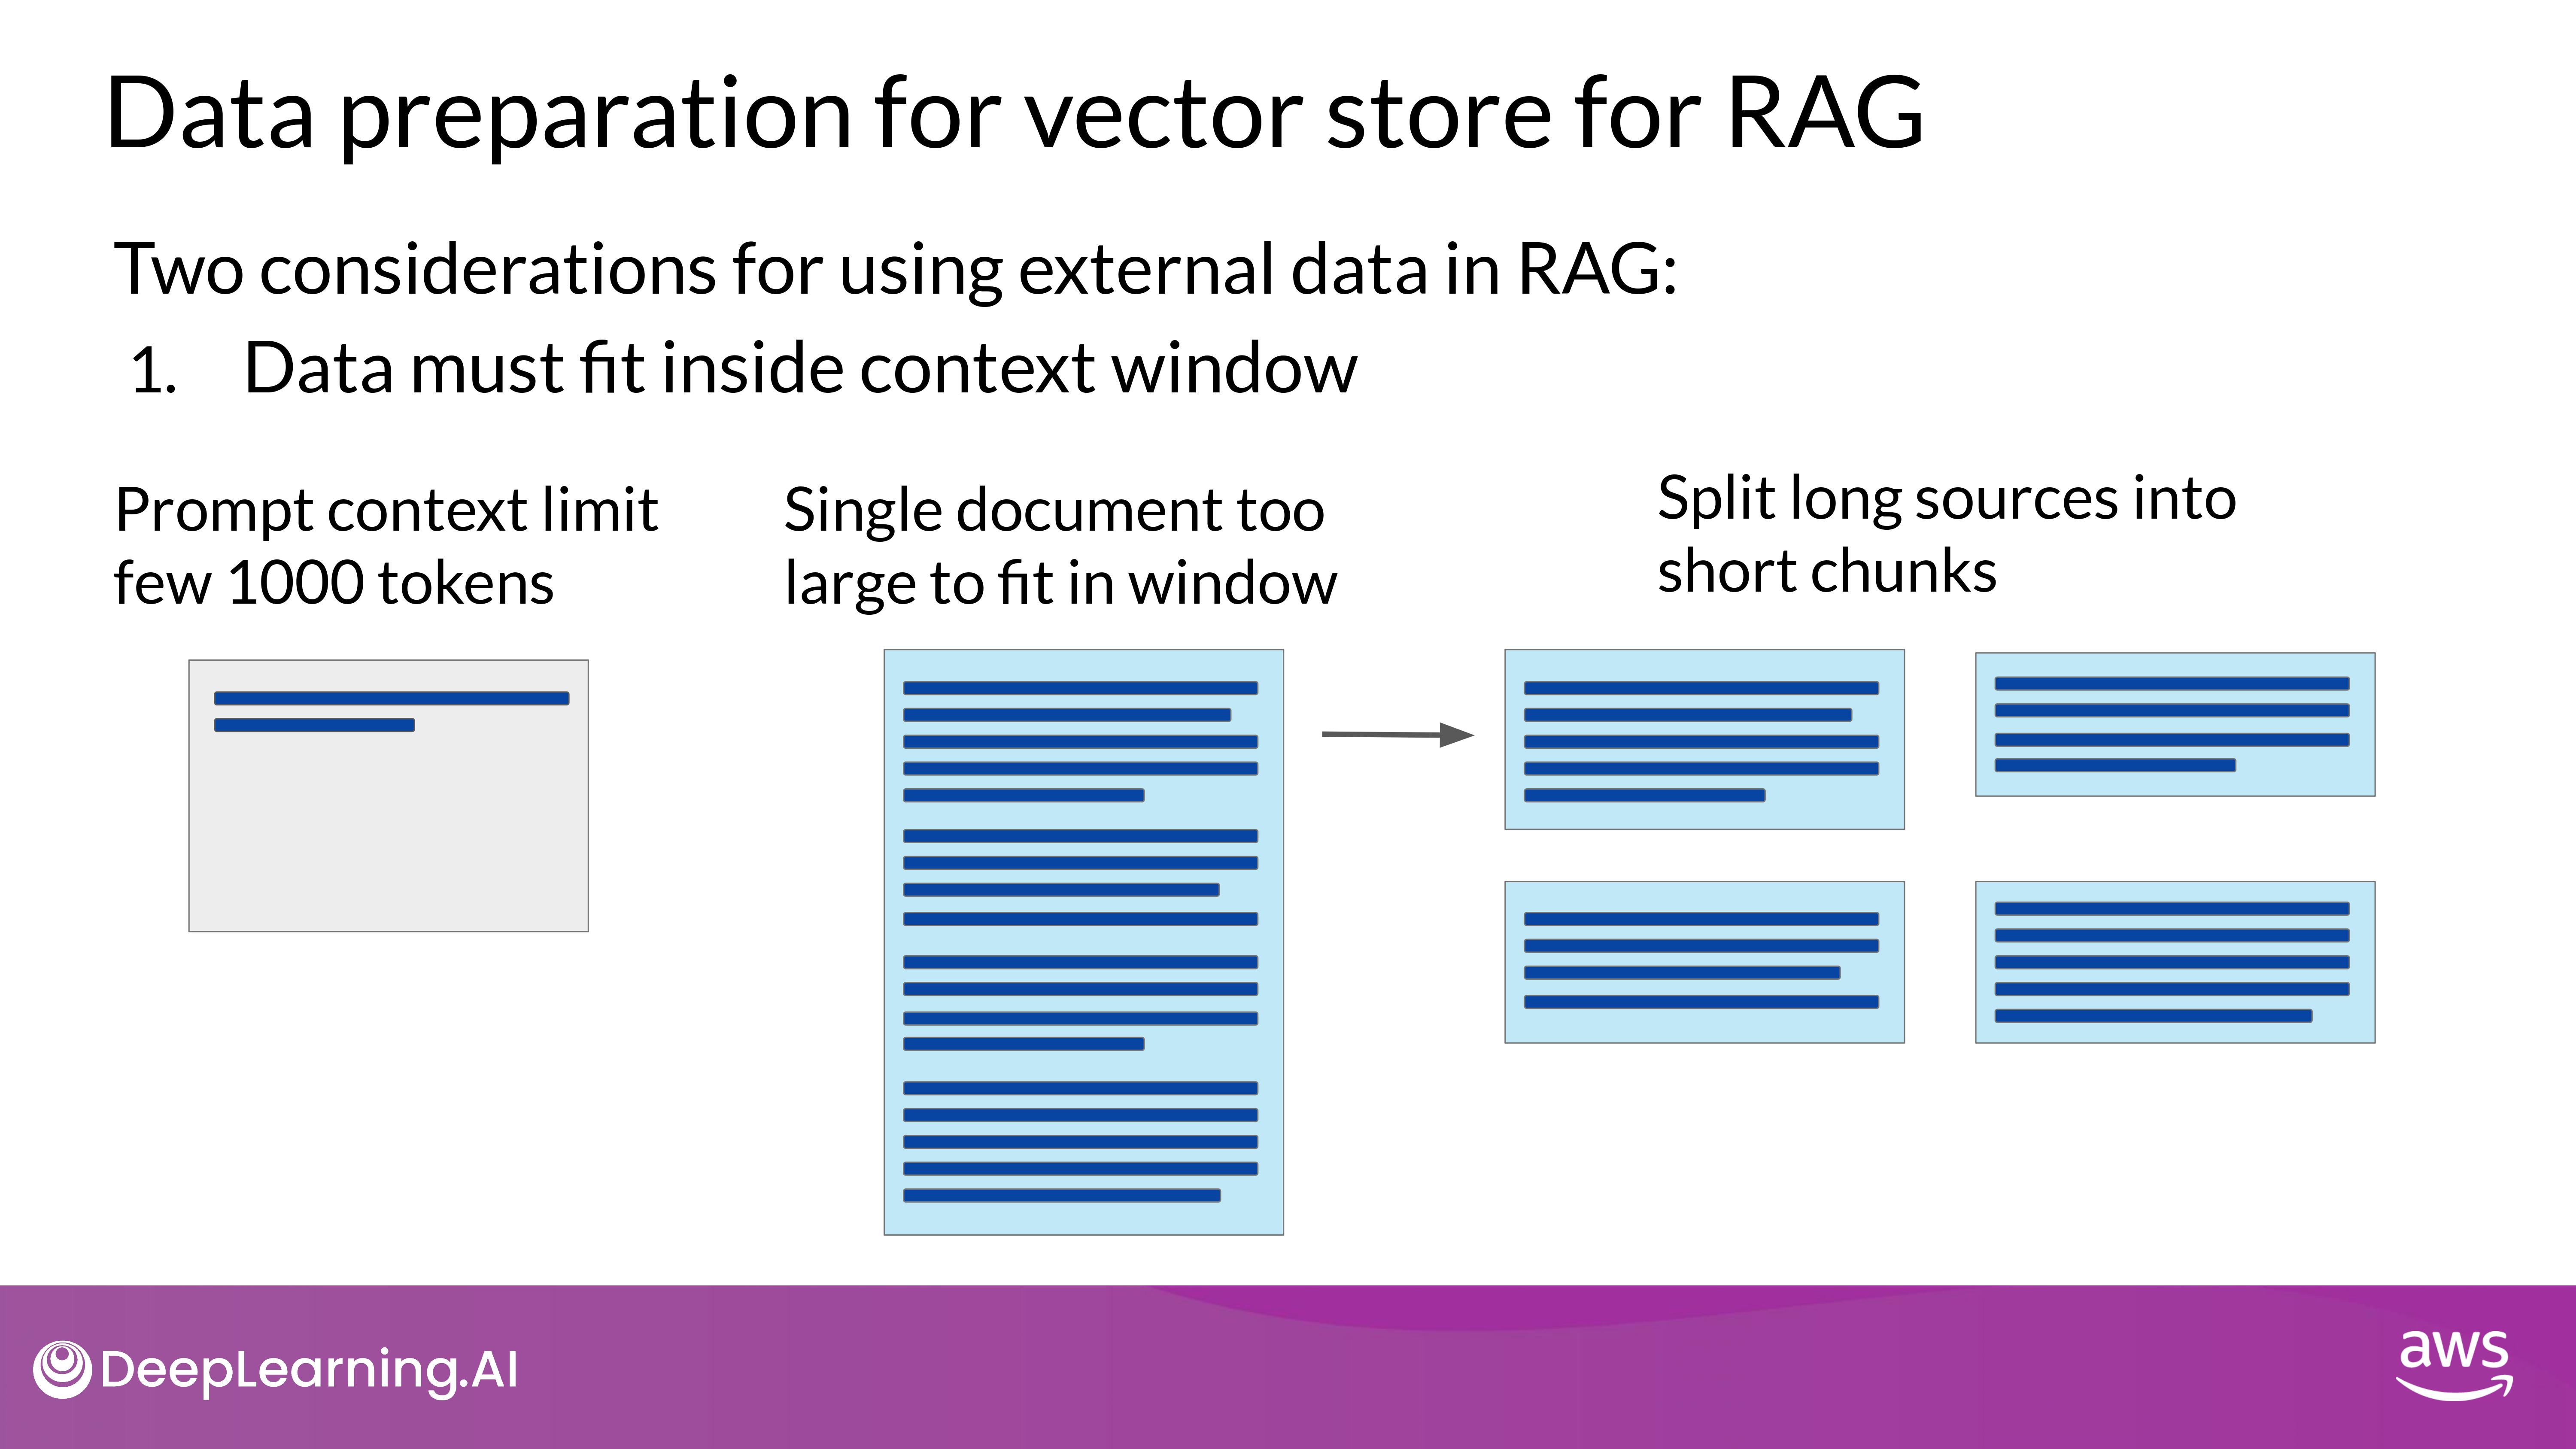 Data preparation for vector store for RAG
Two considerations for using external data in RAG:
1. Data must fit inside context window
Prompt context limit
few 1000 tokens
Single document too
large to fit in window
Split long sources into
short chunks
DeepLearning.AI
aws